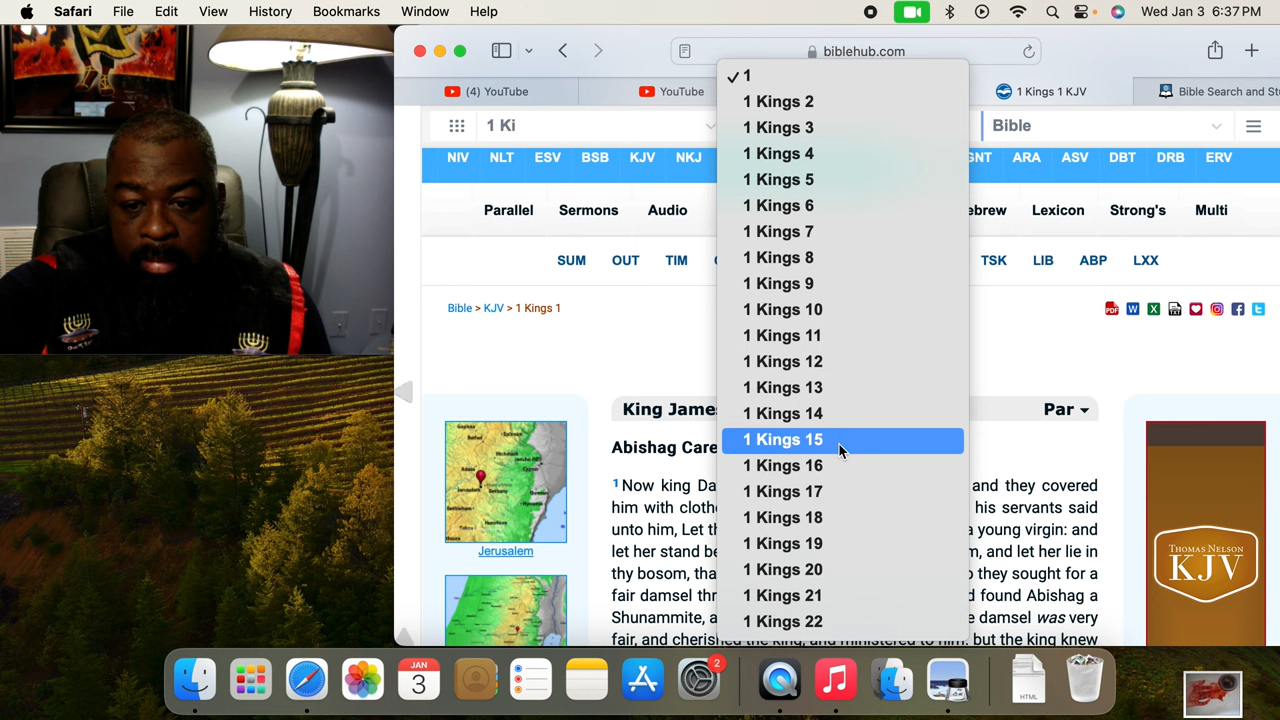 Safari File Edit View History Bookmarks Window Help Wed Jan 3 6:37 PM
biblehub.com
(4) YouTube YouTube 1 Kings 1 KJV Bible Search and Stu
1 Ki Bible
NIV NLT ESV BSB KJV NKJ GNT ARA ASV DBT DRB ERV
Parallel Sermons Audio ebrew Lexicon Strong's Multi
SUM OUT TIM TSK LIB ABP LXX
Bible > KJV > 1 Kings 1
1
1 Kings 2
1 Kings 3
1 Kings 4
1 Kings 5
1 Kings 6
1 Kings 7
1 Kings 8
1 Kings 9
1 Kings 10
1 Kings 11
1 Kings 12
1 Kings 13
1 Kings 14
1 Kings 15
1 Kings 16
1 Kings 17
1 Kings 18
1 Kings 19
1 Kings 20
1 Kings 21
1 Kings 22
King James Par
Abishag Care
1 Now king Da and they covered
him with clothe his servants said
unto him, Let th a young virgin: and
let her stand be m, and let her lie in
thy bosom, tha o they sought for a
fair damsel thr d found Abishag a
Shunammite, a e damsel was very
fair, and cherished the king, and ministered to him: but the king knew
Jerusalem
THOMAS NELSON
KJV
JAN
3
2
HTML